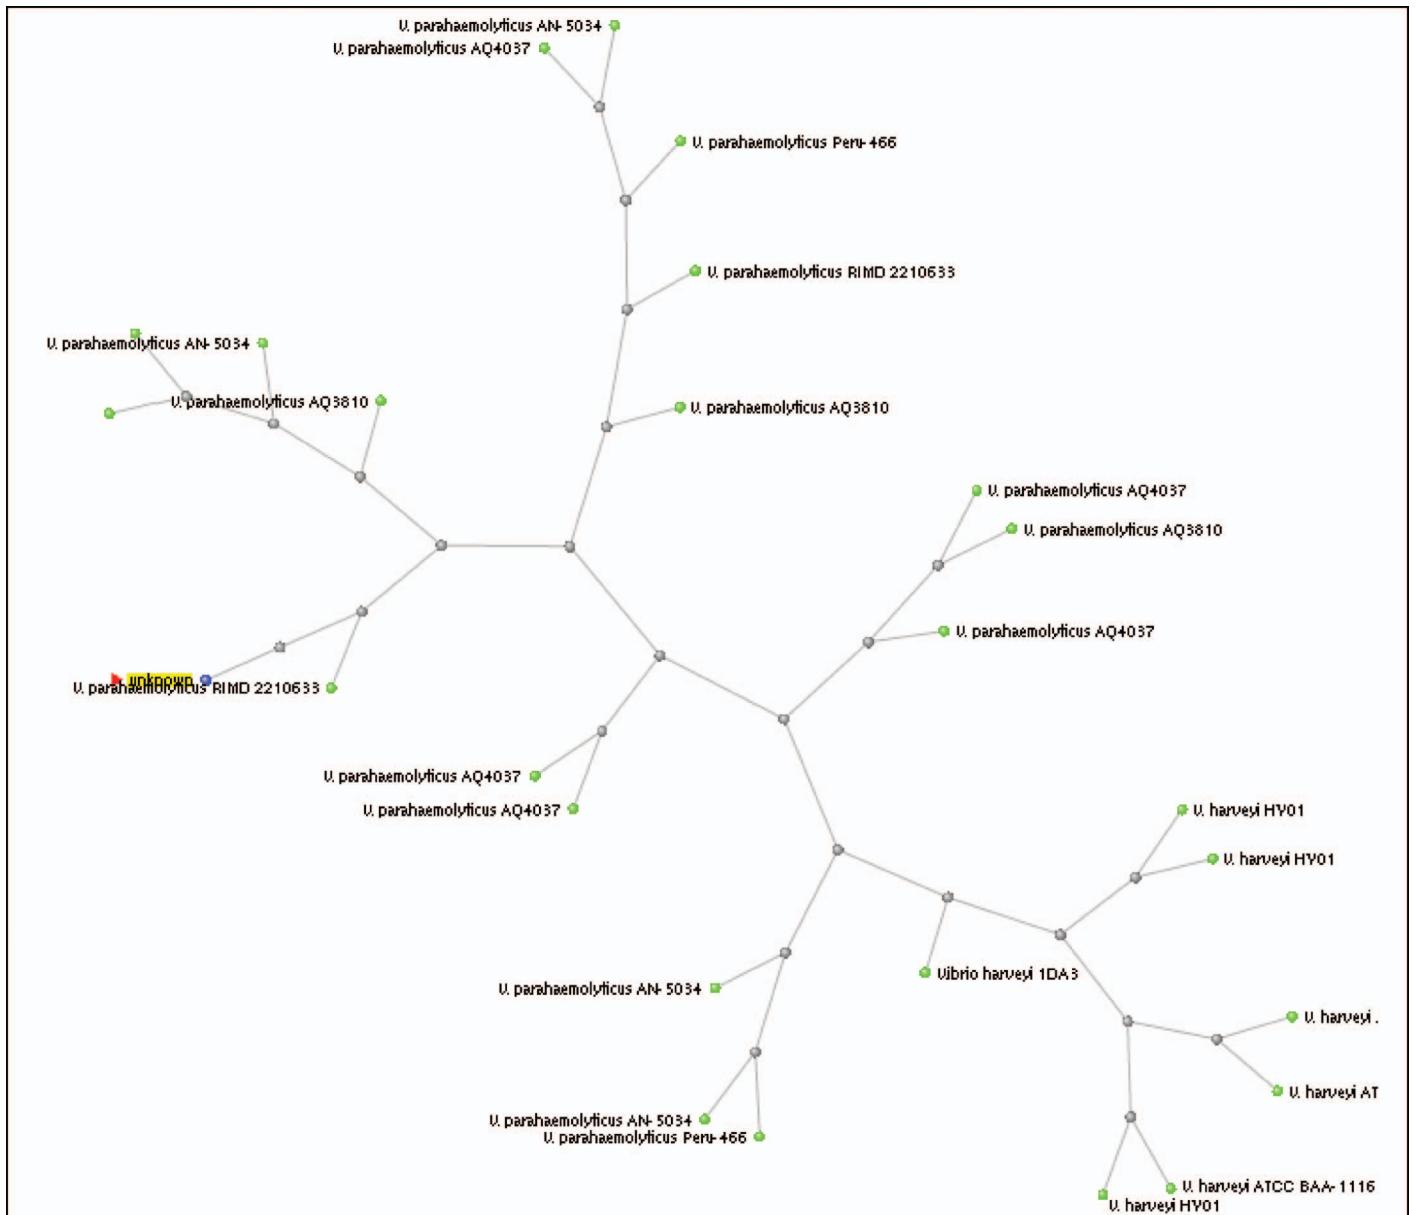 V. parahaemolyticus AN-5034
V. parahaemolyticus AQ4037
V. parahaemolyticus Peru-466
V. parahaemolyticus RIMD 2210633
V. parahaemolyticus AN-5034
V. parahaemolyticus AQ3810
V. parahaemolyticus AQ3810
V. parahaemolyticus AQ4037
V. parahaemolyticus AQ3810
V. parahaemolyticus AQ4037
unknown
V. parahaemolyticus RIMD 2210633
V. parahaemolyticus AQ4037
V. parahaemolyticus AQ4037
V. harveyi HY01
V. harveyi HY01
Vibrio harveyi 1DA3
V. parahaemolyticus AN-5034
V. harveyi .
V. harveyi AT
V. parahaemolyticus AN-5034
V. parahaemolyticus Peru-466
V. harveyi ATCC BAA-1116
V. harveyi HY01